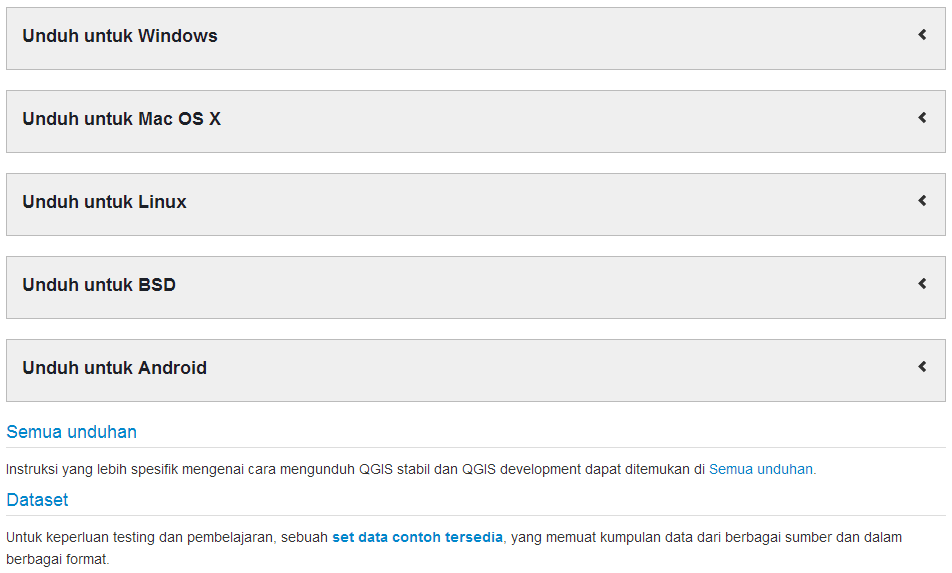 Unduh untuk Windows
Unduh untuk Mac OS X
Unduh untuk Linux
Unduh untuk BSD
Unduh untuk Android
Semua unduhan
Instruksi yang lebih spesifik mengenai cara mengunduh QGIS stabil dan QGIS development dapat ditemukan di Semua unduhan.
Dataset
Untuk keperluan testing dan pembelajaran, sebuah set data contoh tersedia, yang memuat kumpulan data dari berbagai sumber dan dalam
berbagai format.